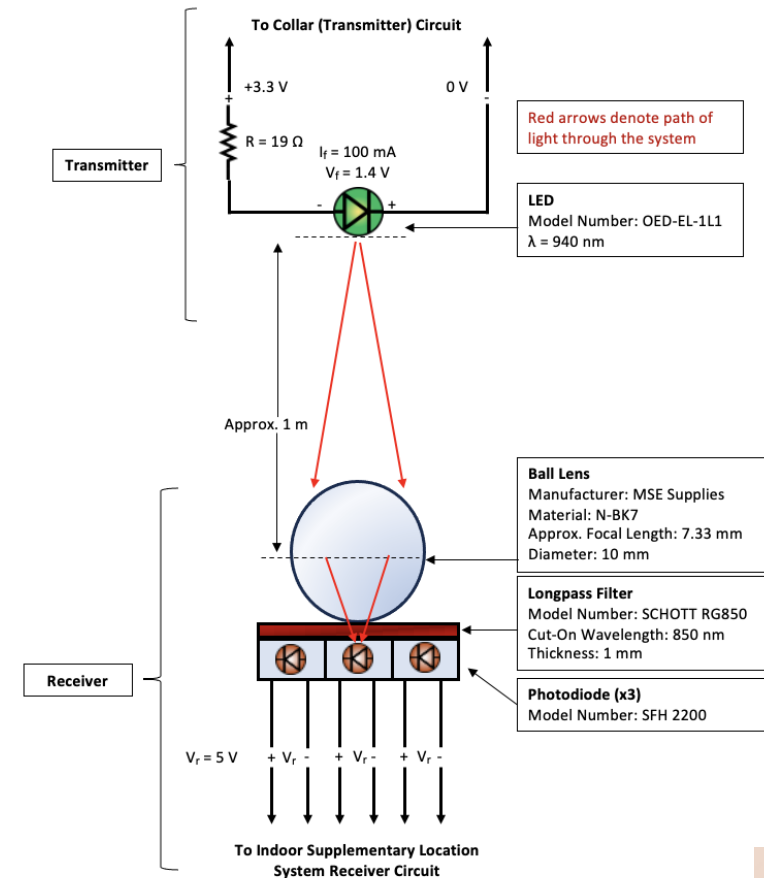 To Collar (Transmitter) Circuit
+3.3 V
0 V
+
-
R = 19 Ω
If = 100 mA
Vf = 1.4 V
-
+
Transmitter
Red arrows denote path of
light through the system
LED
Model Number: OED-EL-1L1
λ = 940 nm
Approx. 1 m
Ball Lens
Manufacturer: MSE Supplies
Material: N-BK7
Approx. Focal Length: 7.33 mm
Diameter: 10 mm
Longpass Filter
Model Number: SCHOTT RG850
Cut-On Wavelength: 850 nm
Thickness: 1 mm
Receiver
Photodiode (x3)
Model Number: SFH 2200
Vr = 5 V
+ Vr -
+ Vr -
+ Vr -
To Indoor Supplementary Location
System Receiver Circuit